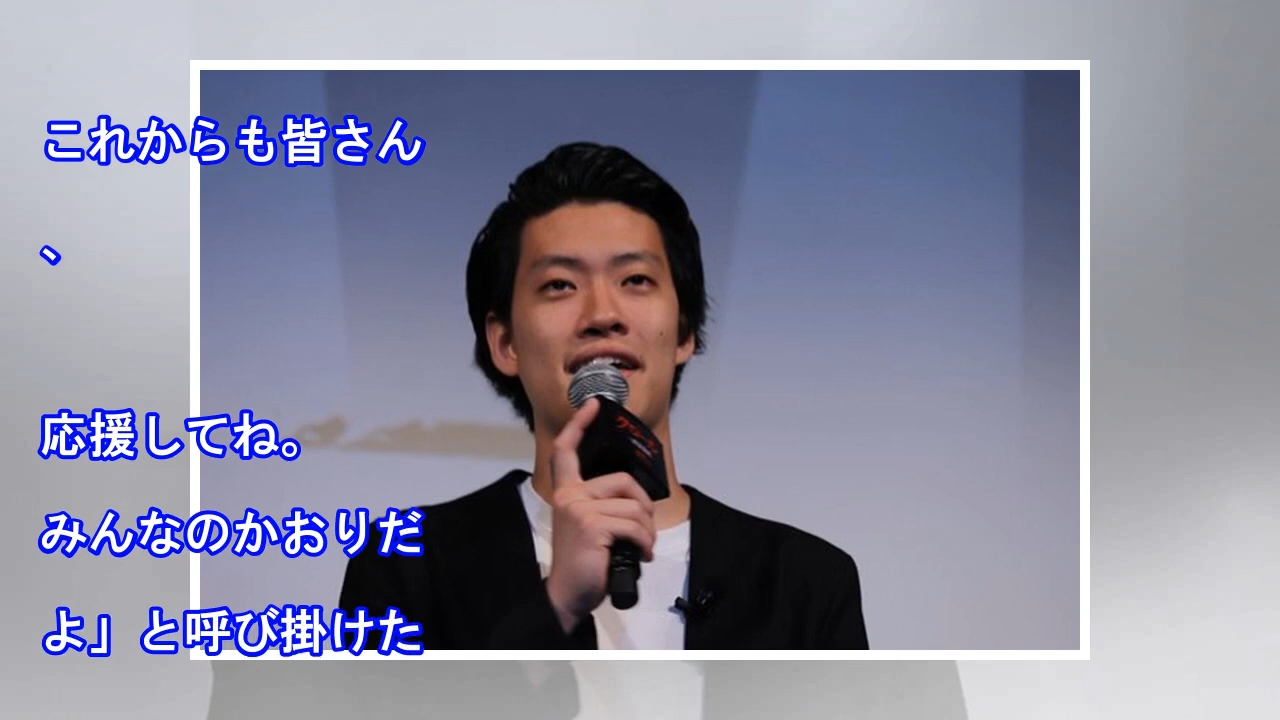 これからも皆さん
、
応援してね。
みんなのかおりだ
よ」と呼び掛けた